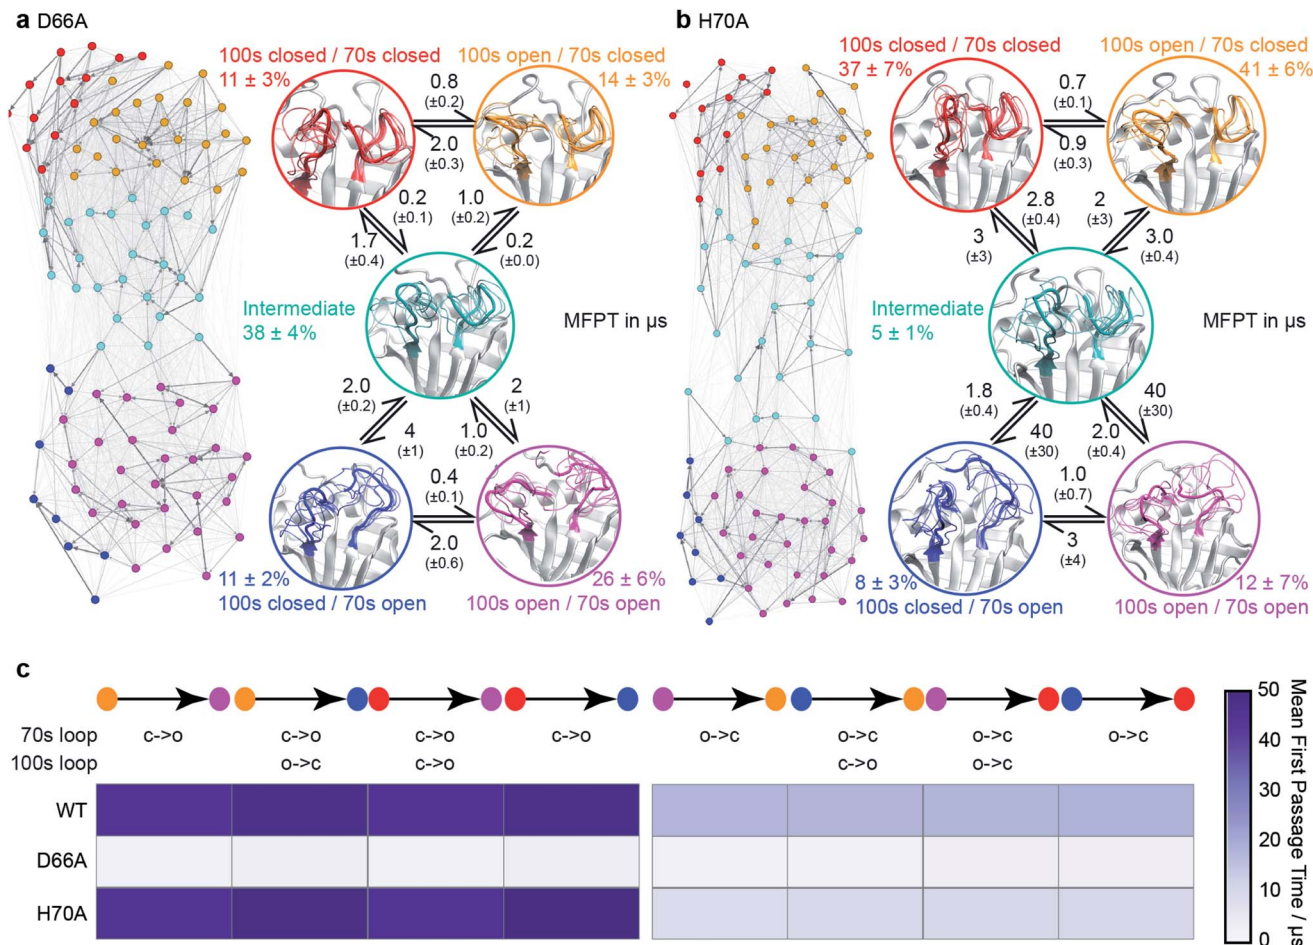 a D66A
100s closed / 70s closed
11 ± 3%
100s open / 70s closed
14 ± 3%
0.8
(±0.2)
2.0
(±0.3)
0.2
(±0.1)
1.0
(±0.2)
1.7
(±0.4)
0.2
(±0.0)
Intermediate
38 ± 4%
MFPT in µs
2.0
(±0.2)
2
(±1)
4
(±1)
1.0
(±0.2)
0.4
(±0.1)
2.0
(±0.6)
11 ± 2%
100s closed / 70s open
26 ± 6%
100s open / 70s open
b H70A
100s closed / 70s closed
37 ± 7%
100s open / 70s closed
41 ± 6%
0.7
(±0.1)
0.9
(±0.3)
2.8
(±0.4)
2
(±3)
3
(±3)
3.0
(±0.4)
Intermediate
5 ± 1%
MFPT in µs
1.8
(±0.4)
40
(±30)
40
(±30)
2.0
(±0.4)
1.0
(±0.7)
3
(±4)
8 ± 3%
100s closed / 70s open
12 ± 7%
100s open / 70s open
c
70s loop c->o c->o c->o c->o o->c o->c o->c o->c
100s loop o->c c->o c->o o->c
WT
D66A
H70A
50
40
30
20
10
0
Mean First Passage Time / µs